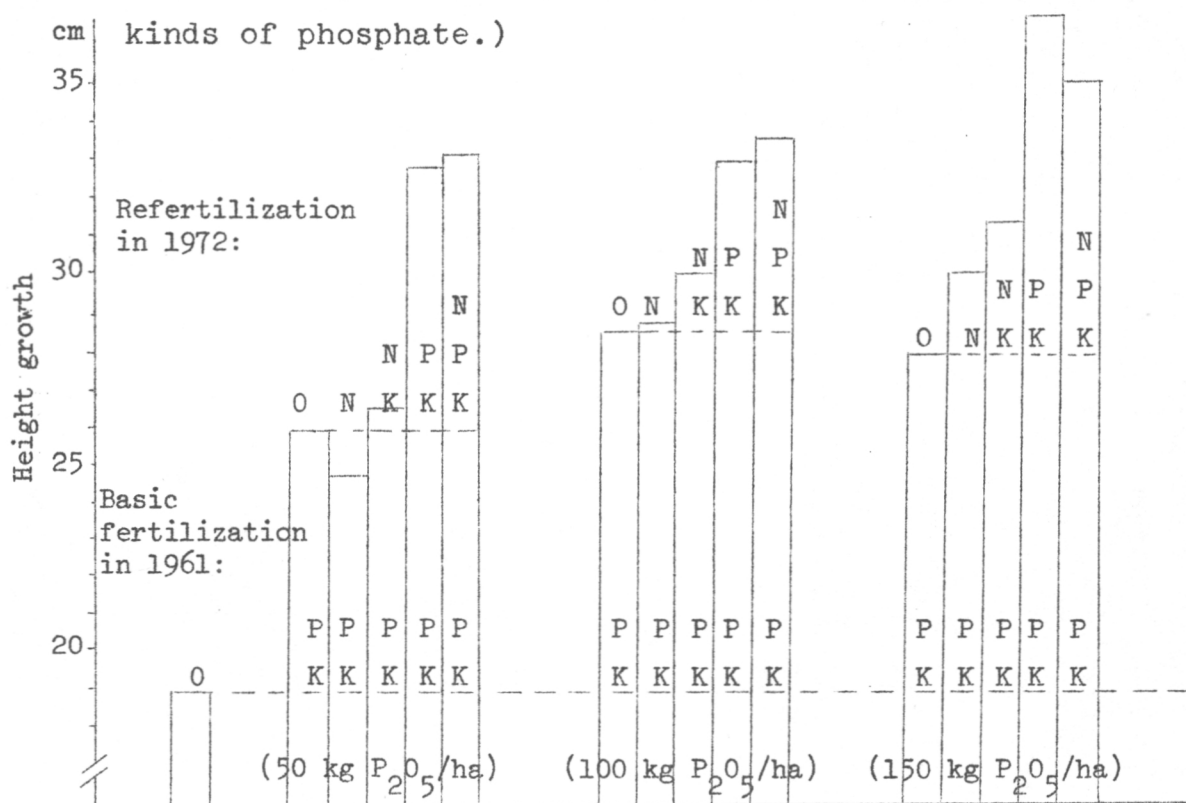 cm kinds of phosphate.)
35
Refertilization
in 1972:
30
25
20
Height growth
Basic
fertilization
in 1961:
O
O N N K P K N P K
P K P K P K P K P K
(50 kg P2O5/ha)
O N N K P K N P K
P K P K P K P K P K
(100 kg P2O5/ha)
O N N K P K N P K
P K P K P K P K P K
(150 kg P2O5/ha)